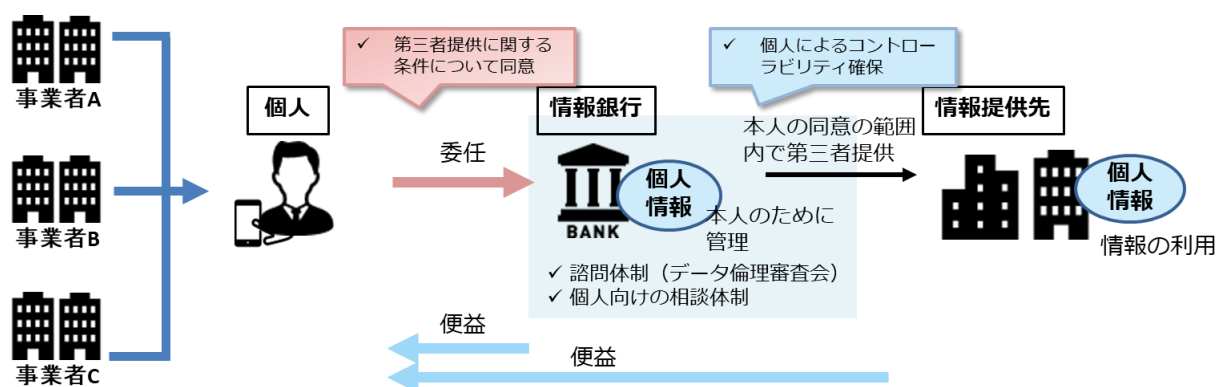 事業者A
事業者B
事業者C
個人
✓ 第三者提供に関する
条件について同意
委任
情報銀行
BANK
個人
情報
本人のために
管理
✓ 諮問体制（データ倫理審査会）
✓ 個人向けの相談体制
✓ 個人によるコントロー
ラビリティ確保
本人の同意の範囲
内で第三者提供
情報提供先
個人
情報
情報の利用
便益
便益